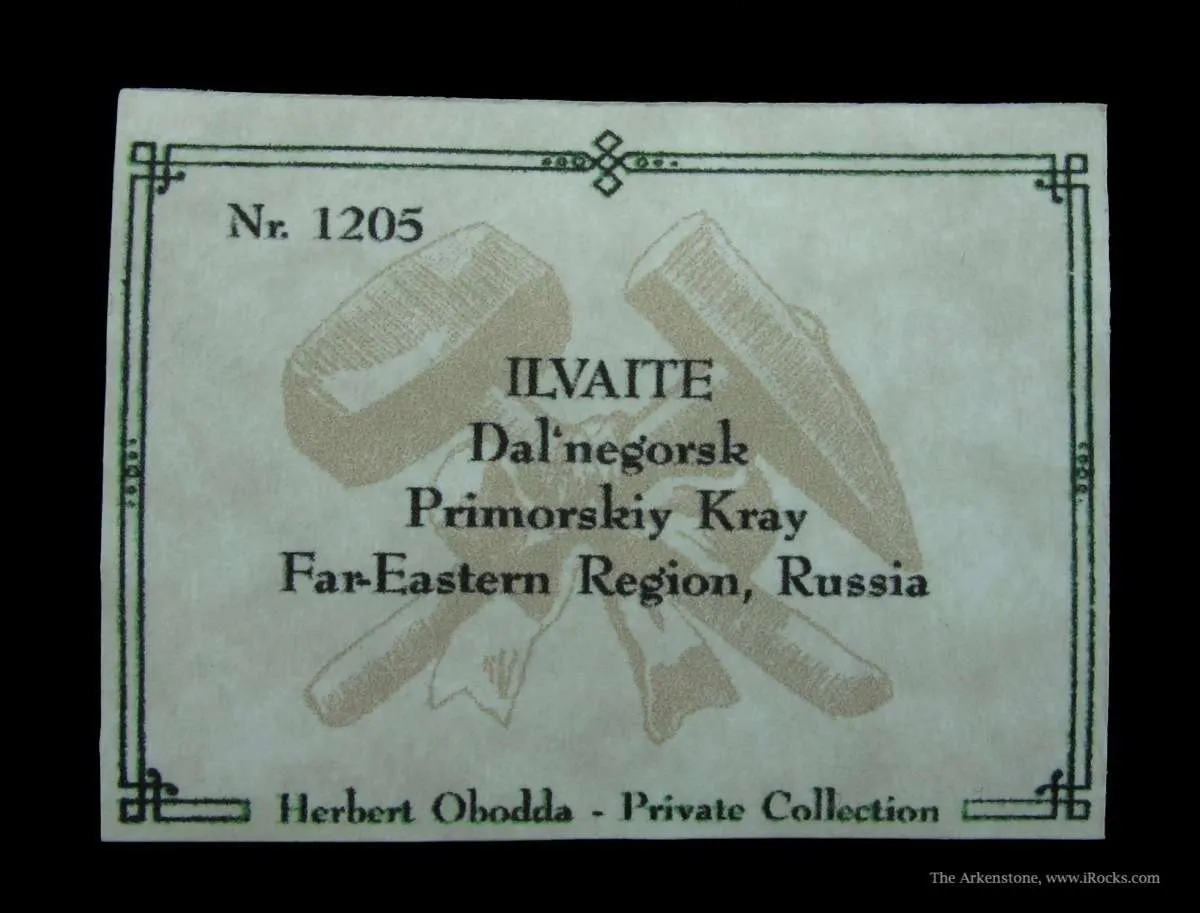 Nr. 1205
ILVAITE
Dal‘negorsk
Primorskiy Kray
Far-Eastern Region, Russia
Herbert Obodda - Private Collection
The Arkenstone, www.iRocks.com